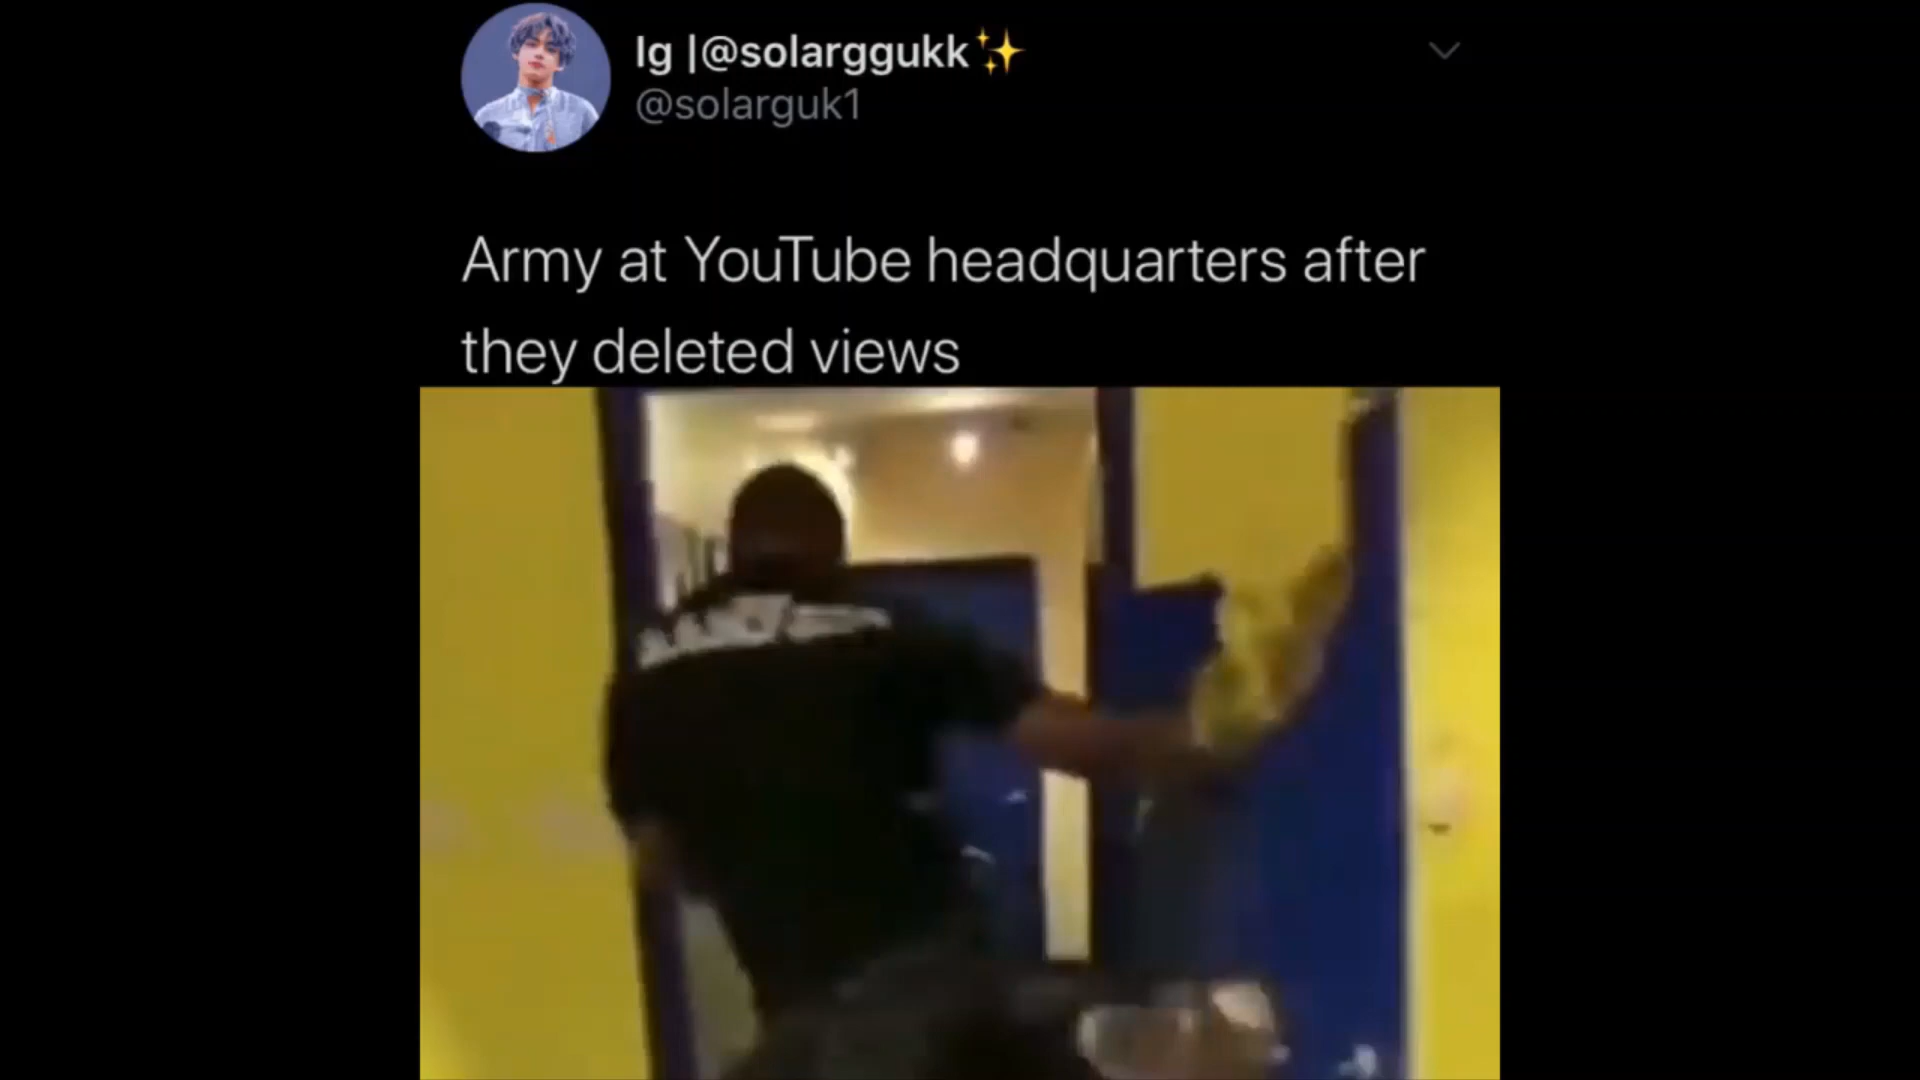 Ig |@solarggukk✨
@solarguk1
Army at YouTube headquarters after
they deleted views